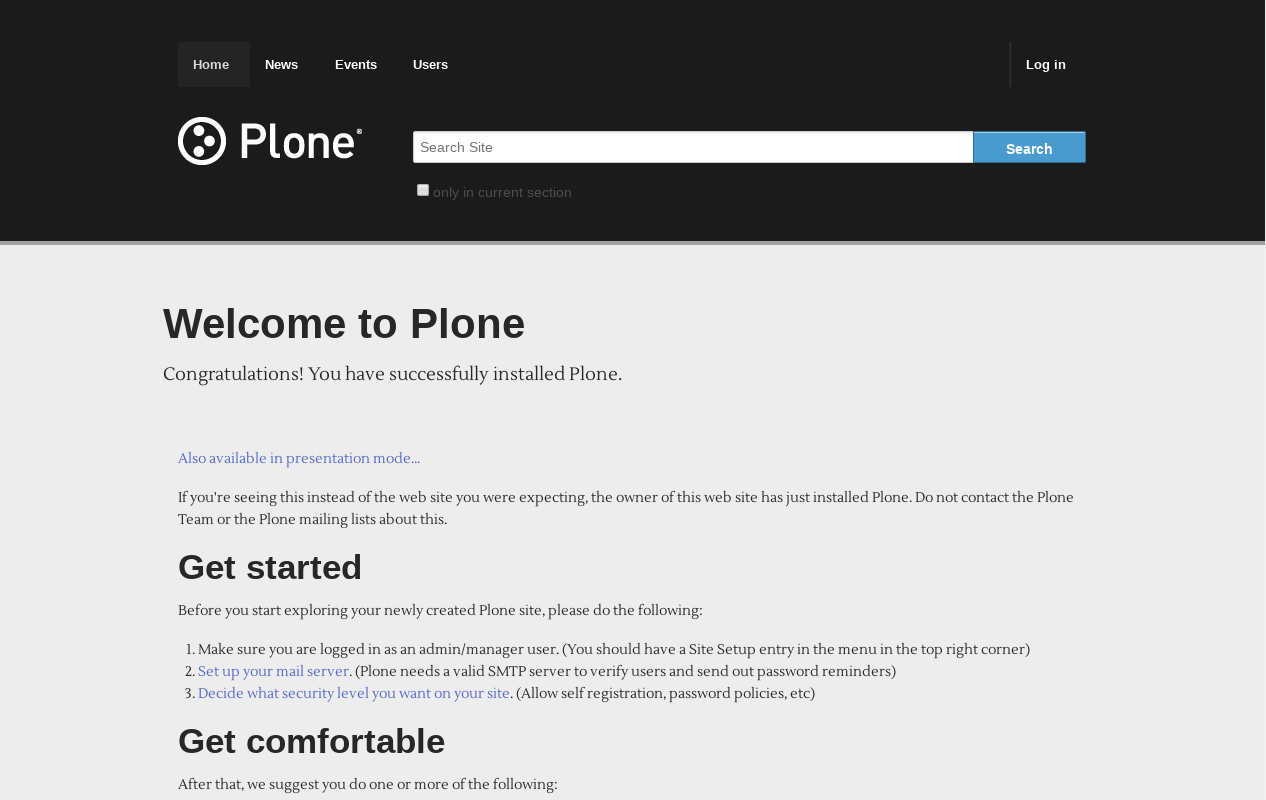 Home News Events Users Log in
Plone®
Search Site Search
only in current section
Welcome to Plone
Congratulations! You have successfully installed Plone.
Also available in presentation mode...
If you're seeing this instead of the web site you were expecting, the owner of this web site has just installed Plone. Do not contact the Plone
Team or the Plone mailing lists about this.
Get started
Before you start exploring your newly created Plone site, please do the following:
1. Make sure you are logged in as an admin/manager user. (You should have a Site Setup entry in the menu in the top right corner)
2. Set up your mail server. (Plone needs a valid SMTP server to verify users and send out password reminders)
3. Decide what security level you want on your site. (Allow self registration, password policies, etc)
Get comfortable
After that, we suggest you do one or more of the following: